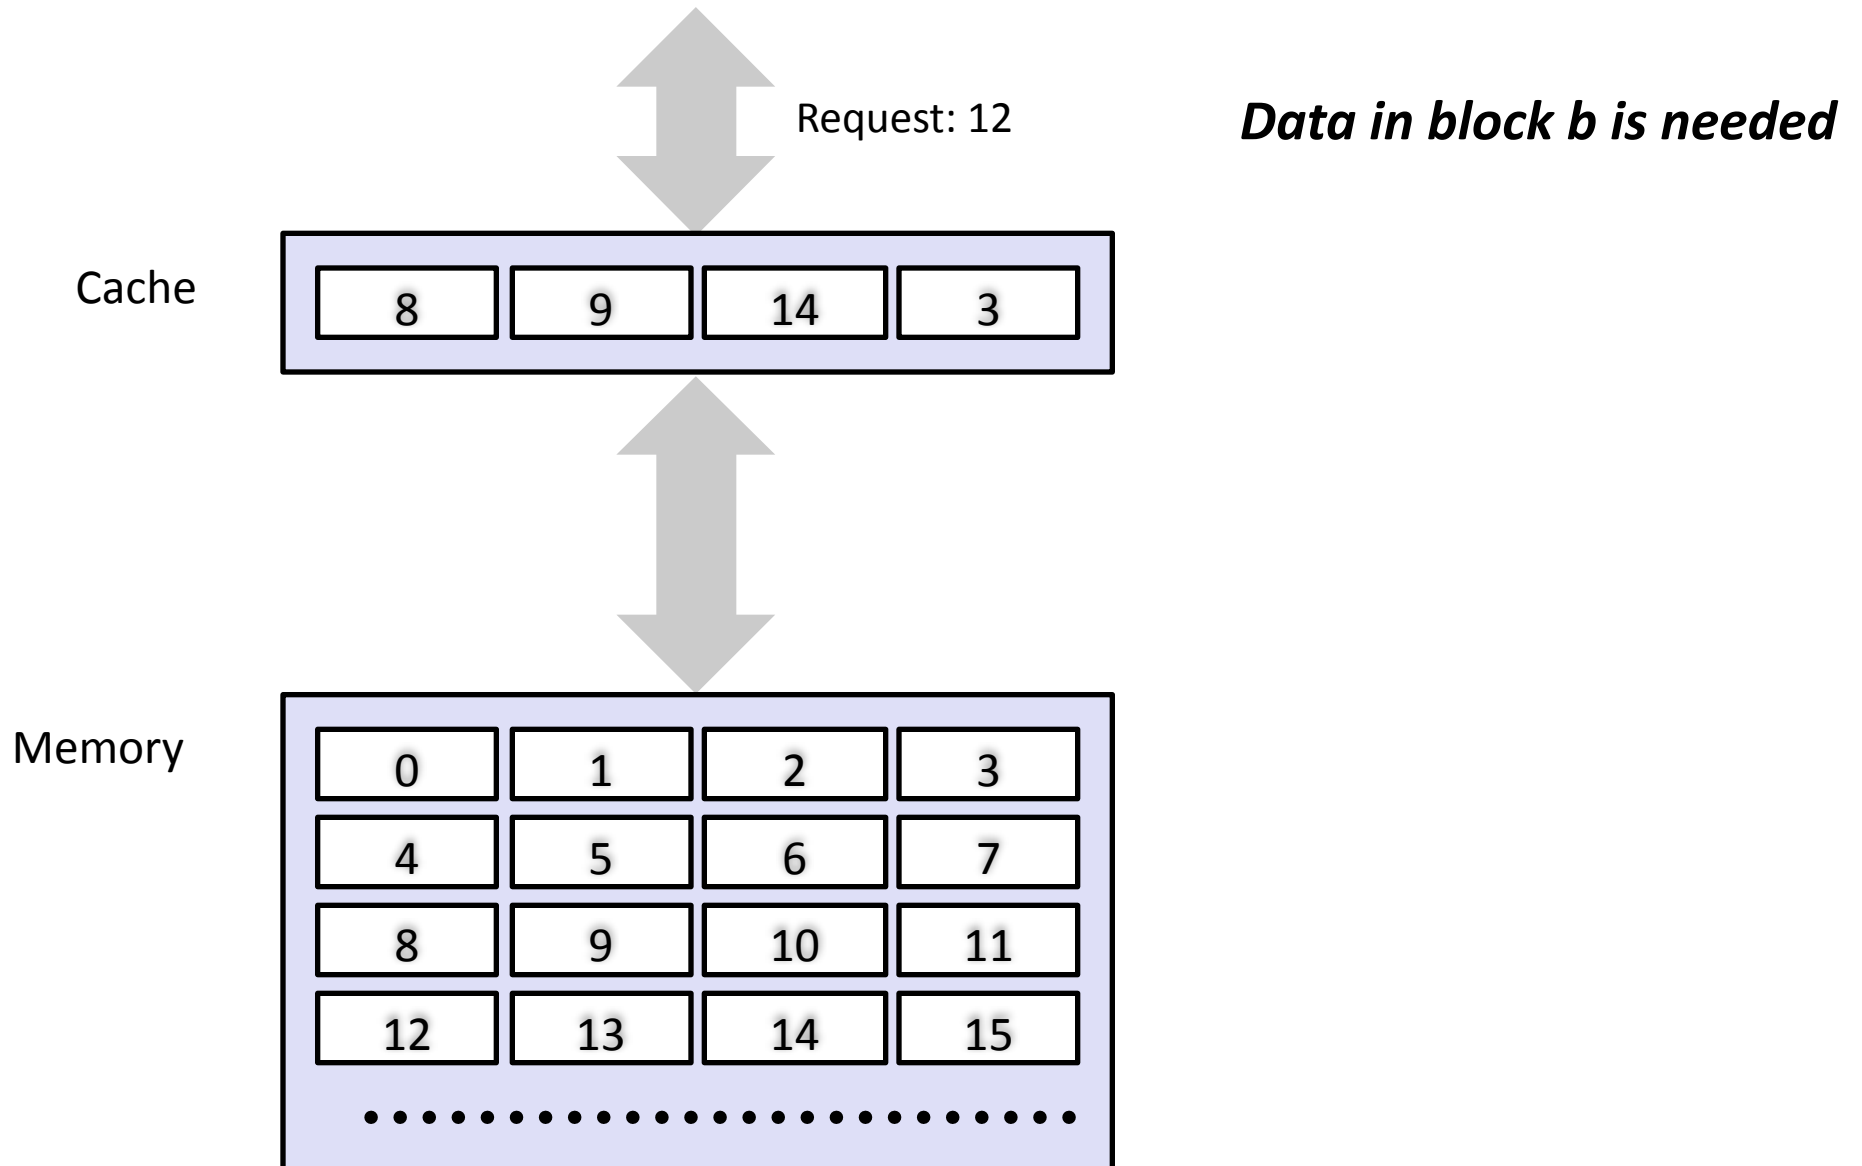 Request: 12
Data in block b is needed
Cache
8 9 14 3
Memory
0 1 2 3
4 5 6 7
8 9 10 11
12 13 14 15